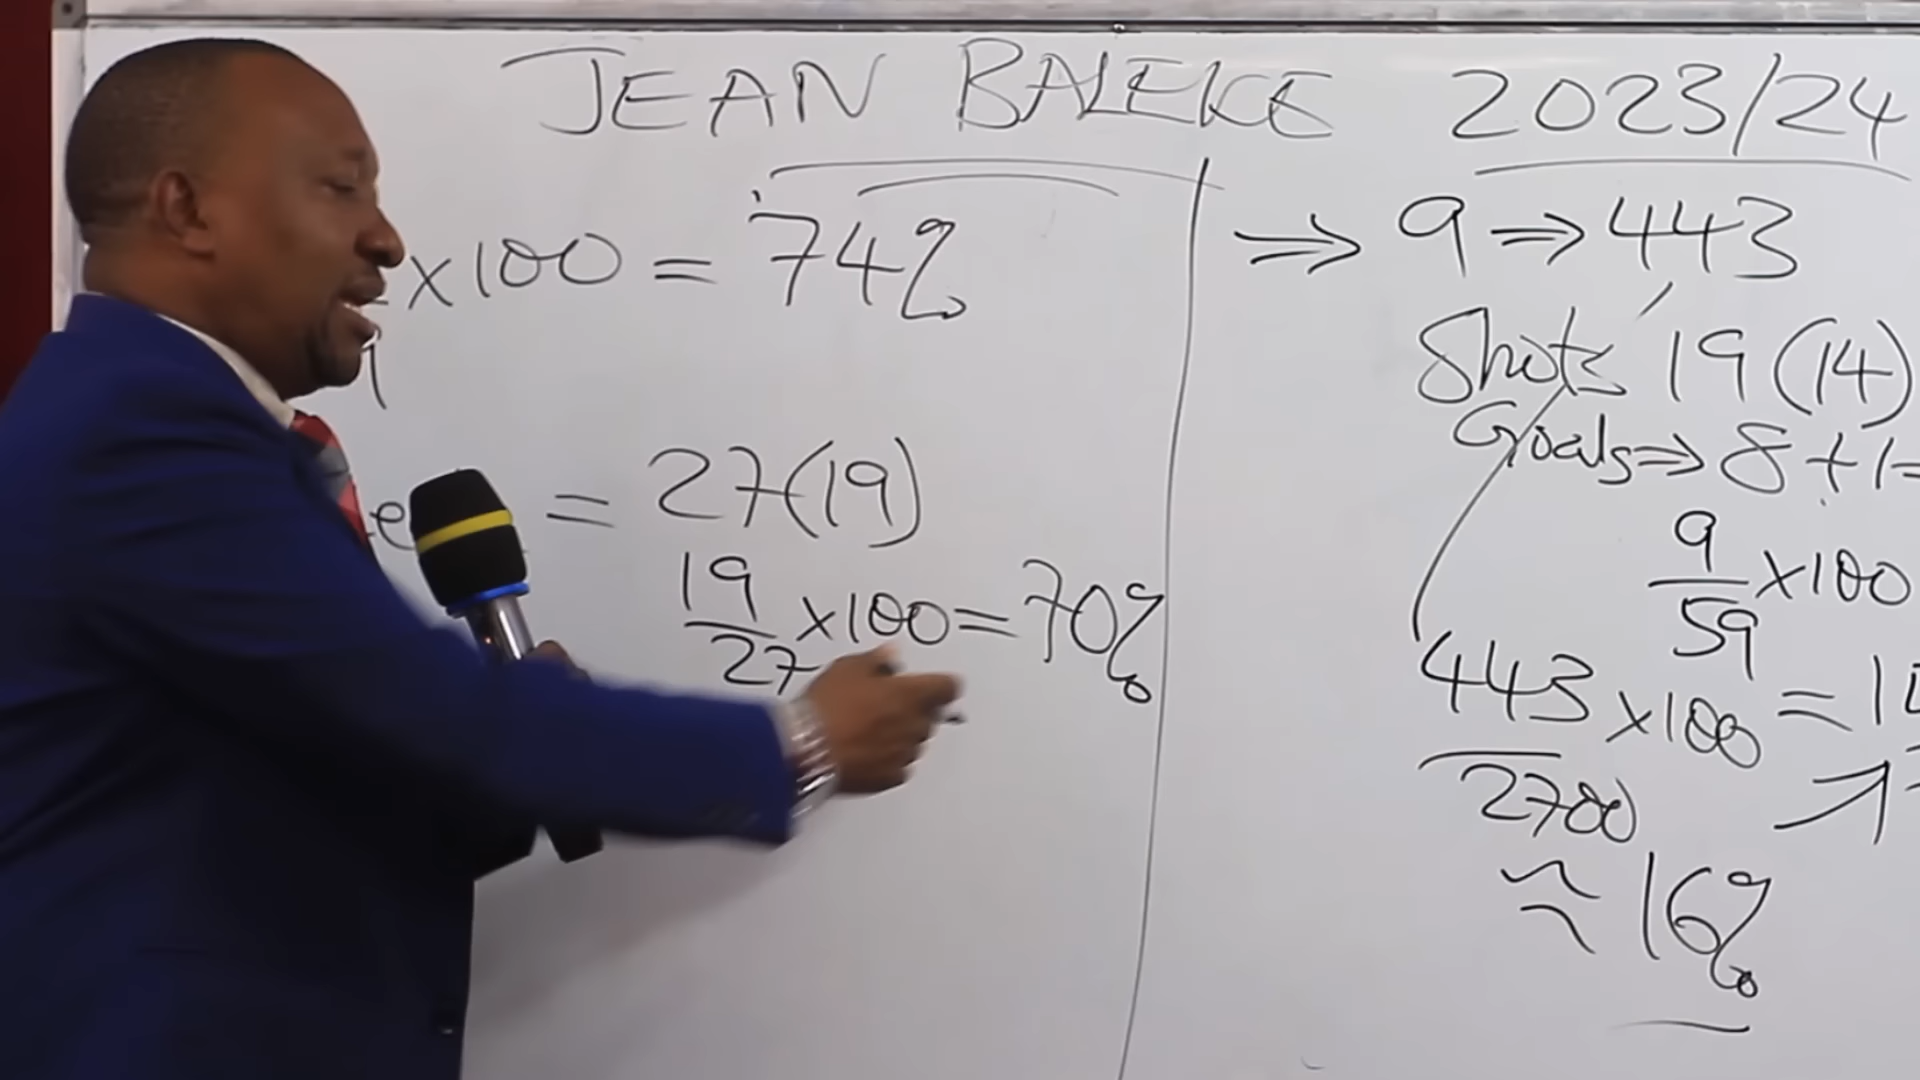 JEAN BALEKE 2023/24
x100 = 74%
= 27(19)
19/27 x100 = 70%
⇒ 9 ⇒ 443
Shots 19 (14)
Goals ⇒ 8 + 1 =
9/59 x100
443/2700 x100 = 1
≈ 16%